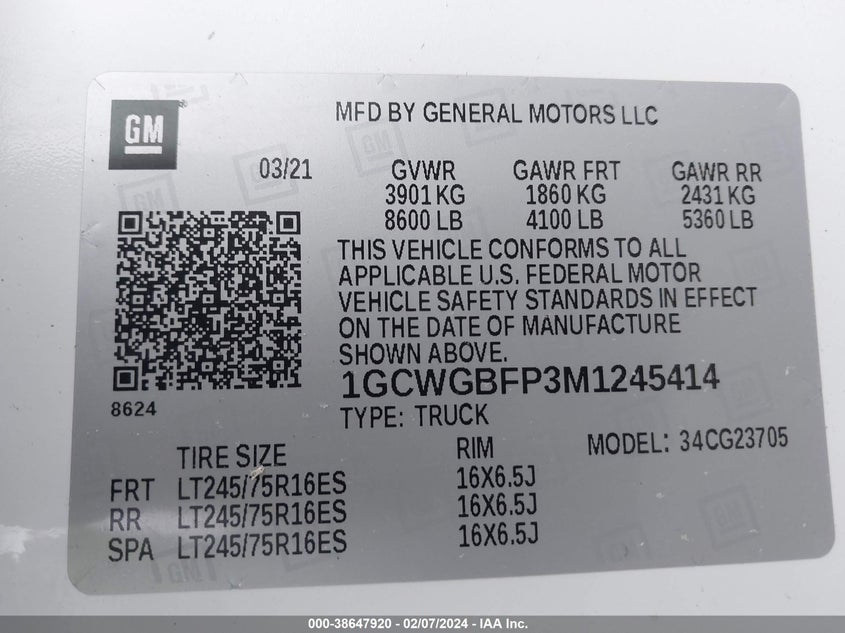 GM
MFD BY GENERAL MOTORS LLC
03/21 GVWR GAWR FRT GAWR RR
3901 KG 1860 KG 2431 KG
8600 LB 4100 LB 5360 LB
THIS VEHICLE CONFORMS TO ALL
APPLICABLE U.S. FEDERAL MOTOR
VEHICLE SAFETY STANDARDS IN EFFECT
ON THE DATE OF MANUFACTURE
SHOWN ABOVE.
1GCWGBFP3M1245414
8624
TYPE: TRUCK
MODEL: 34CG23705
TIRE SIZE RIM
FRT LT245/75R16ES 16X6.5J
RR LT245/75R16ES 16X6.5J
SPA LT245/75R16ES 16X6.5J
000-38647920 - 02/07/2024 - IAA Inc.